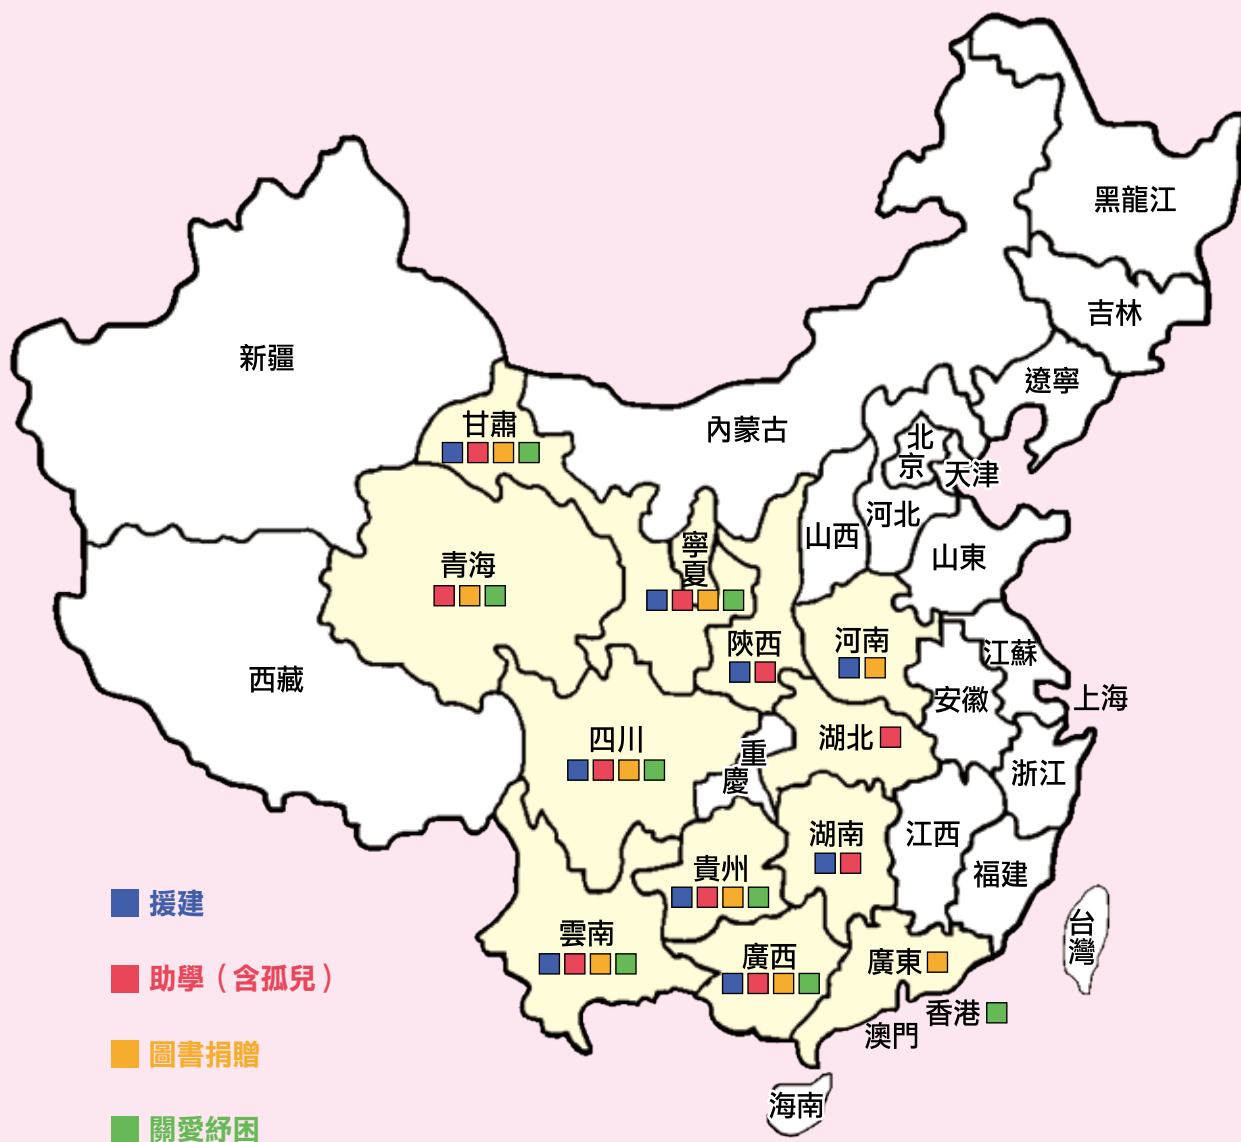 黑龍江
吉林
遼寧
新疆
甘肅
內蒙古
北京
天津
河北
山西
山東
寧夏
青海
陝西
河南
江蘇
安徽
上海
西藏
四川
重慶
湖北
浙江
湖南
江西
貴州
福建
雲南
廣西
廣東
台灣
香港
澳門
海南
援建
助學(含孤兒)
圖書捐贈
關愛紓困